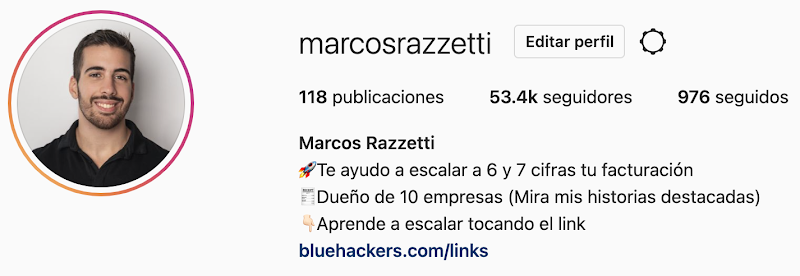 marcosrazzetti Editar perfil
118 publicaciones 53.4k seguidores 976 seguidos
Marcos Razzetti
🚀Te ayudo a escalar a 6 y 7 cifras tu facturación
🧾Dueño de 10 empresas (Mira mis historias destacadas)
👇🏻Aprende a escalar tocando el link
bluehackers.com/links